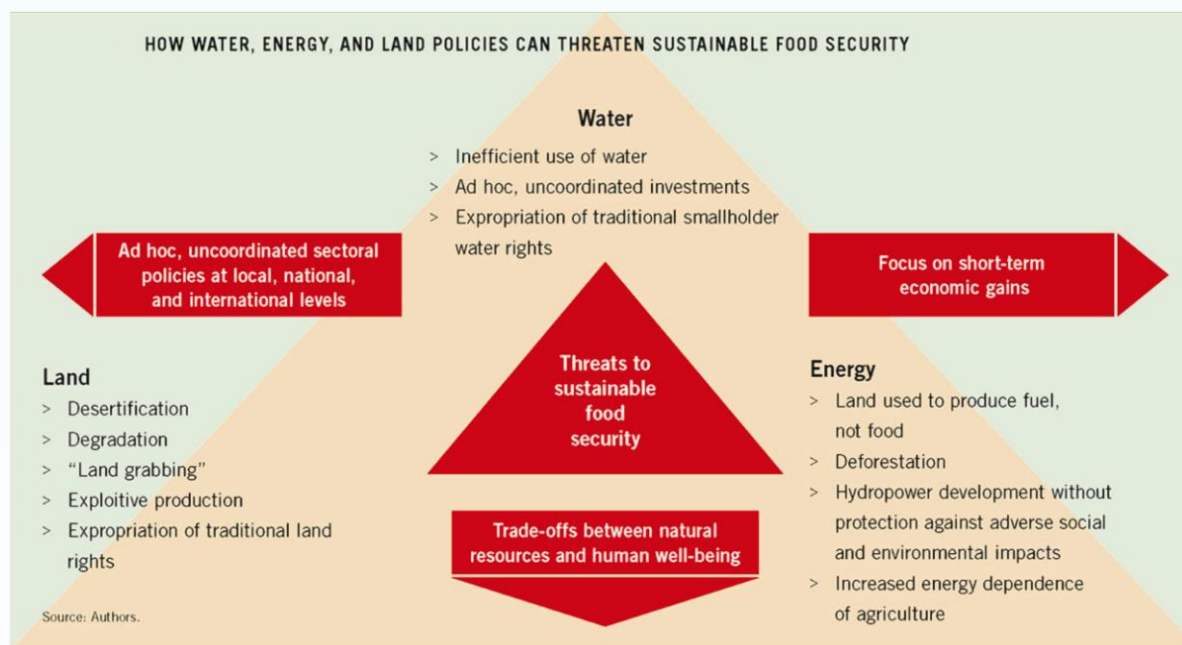 HOW WATER, ENERGY, AND LAND POLICIES CAN THREATEN SUSTAINABLE FOOD SECURITY
Water
> Inefficient use of water
> Ad hoc, uncoordinated investments
> Expropriation of traditional smallholder
water rights
Ad hoc, uncoordinated sectoral
policies at local, national,
and international levels
Focus on short-term
economic gains
Threats to
sustainable
food
security
Land
> Desertification
> Degradation
> “Land grabbing”
> Exploitive production
> Expropriation of traditional land
rights
Energy
> Land used to produce fuel,
not food
> Deforestation
> Hydropower development without
protection against adverse social
and environmental impacts
> Increased energy dependence
of agriculture
Trade-offs between natural
resources and human well-being
Source: Authors.